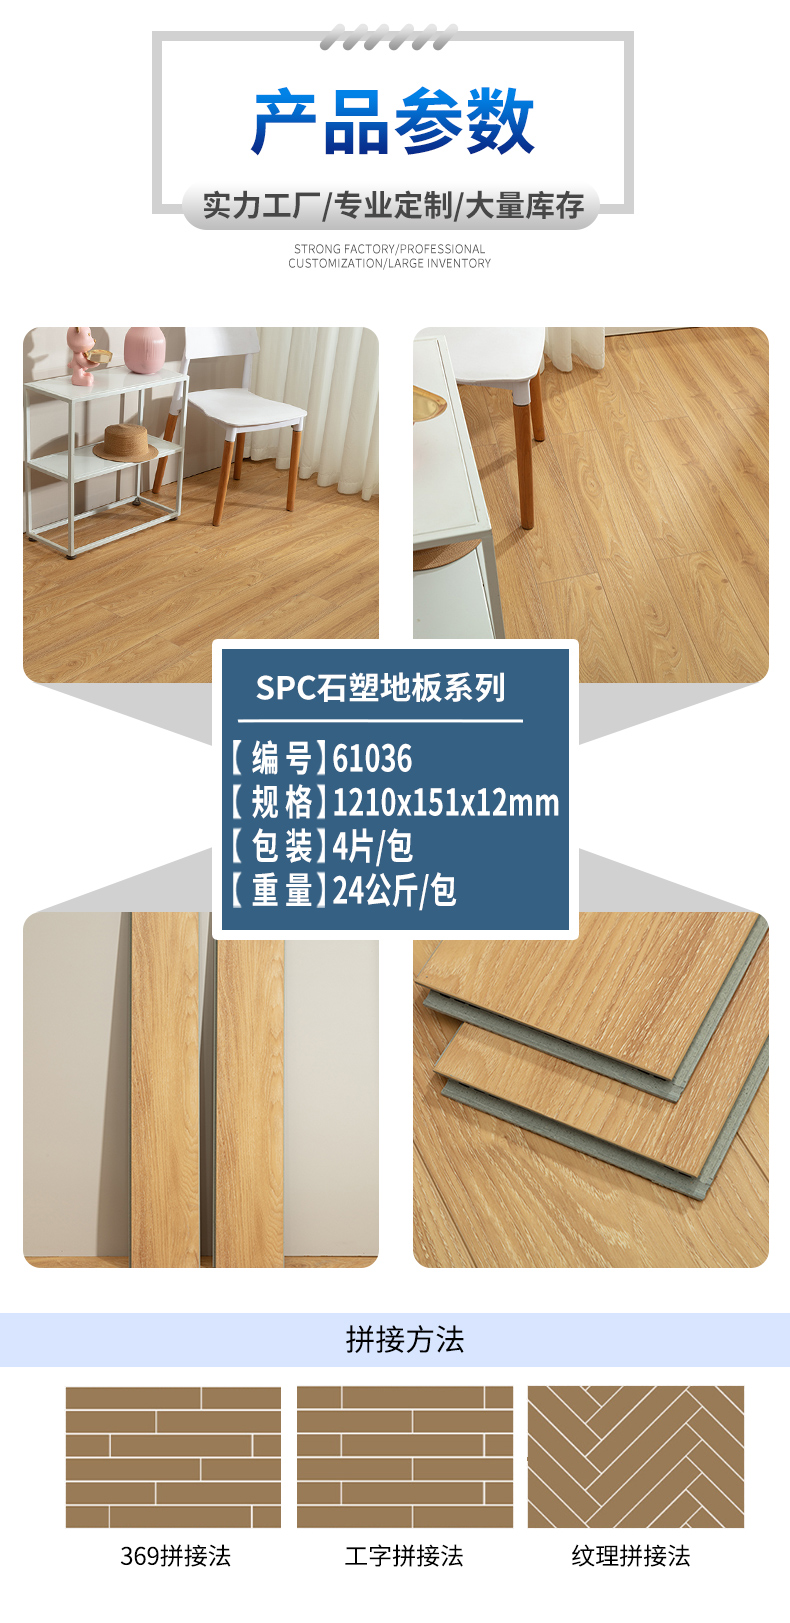 产品参数
实力工厂/专业定制/大量库存
STRONG FACTORY/PROFESSIONAL
CUSTOMIZATION/LARGE INVENTORY
SPC石塑地板系列
【编号】61036
【规格】1210x151x12mm
【包装】4片/包
【重量】24公斤/包
拼接方法
369拼接法
工字拼接法
纹理拼接法